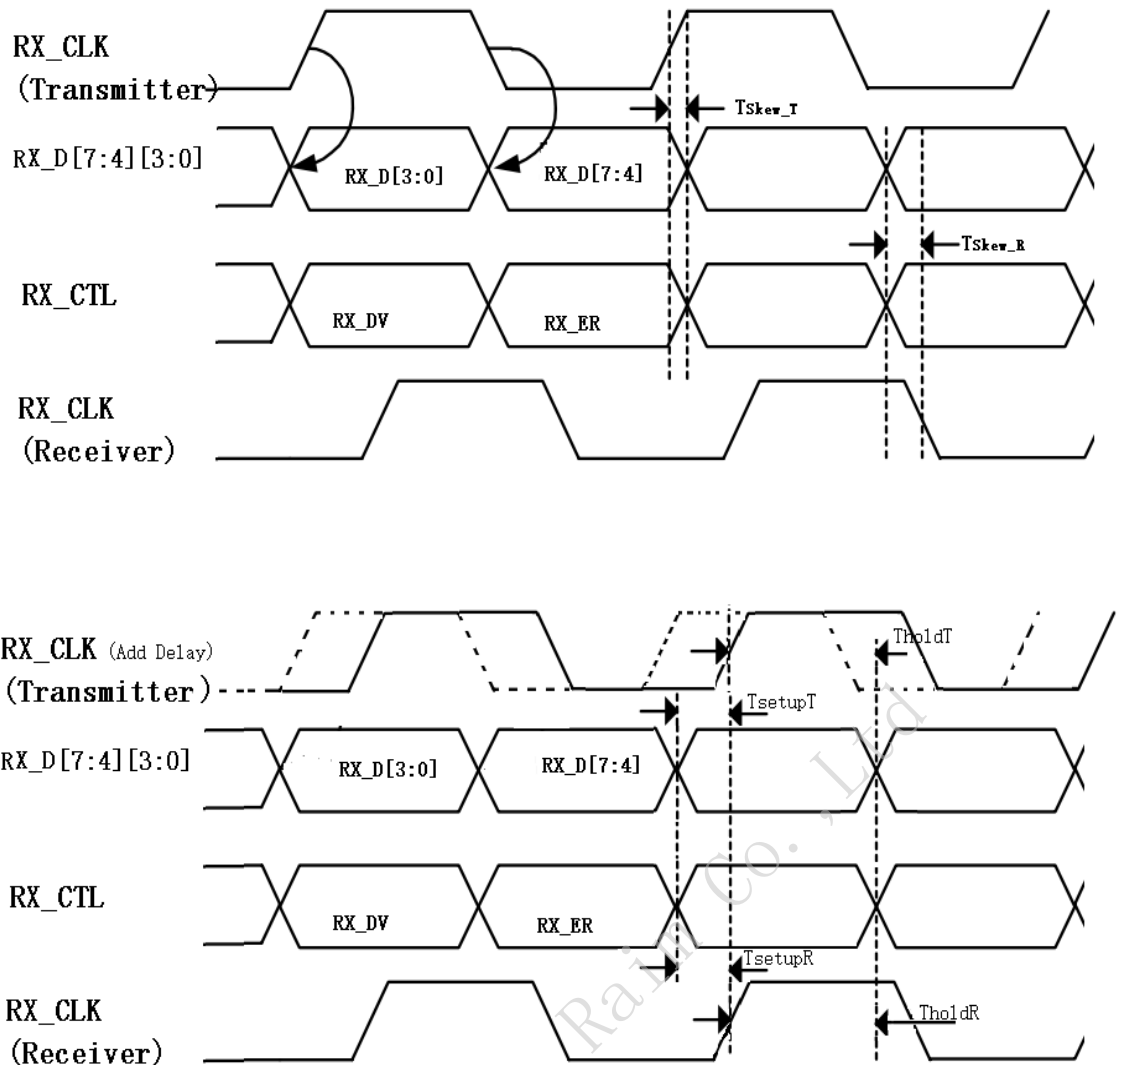 RX_CLK
(Transmitter)
Tskew_T
RX_D[7:4][3:0]
RX_D[3:0]
RX_D[7:4]
Tskew_R
RX_CTL
RX_DV
RX_ER
RX_CLK
(Receiver)
RX_CLK (Add Delay)
(Transmitter)
TholdT
TsetupT
RX_D[7:4][3:0]
RX_D[3:0]
RX_D[7:4]
RX_CTL
RX_DV
RX_ER
TsetupR
RX_CLK
(Receiver)
TholdR
Rain Co.,Ltd